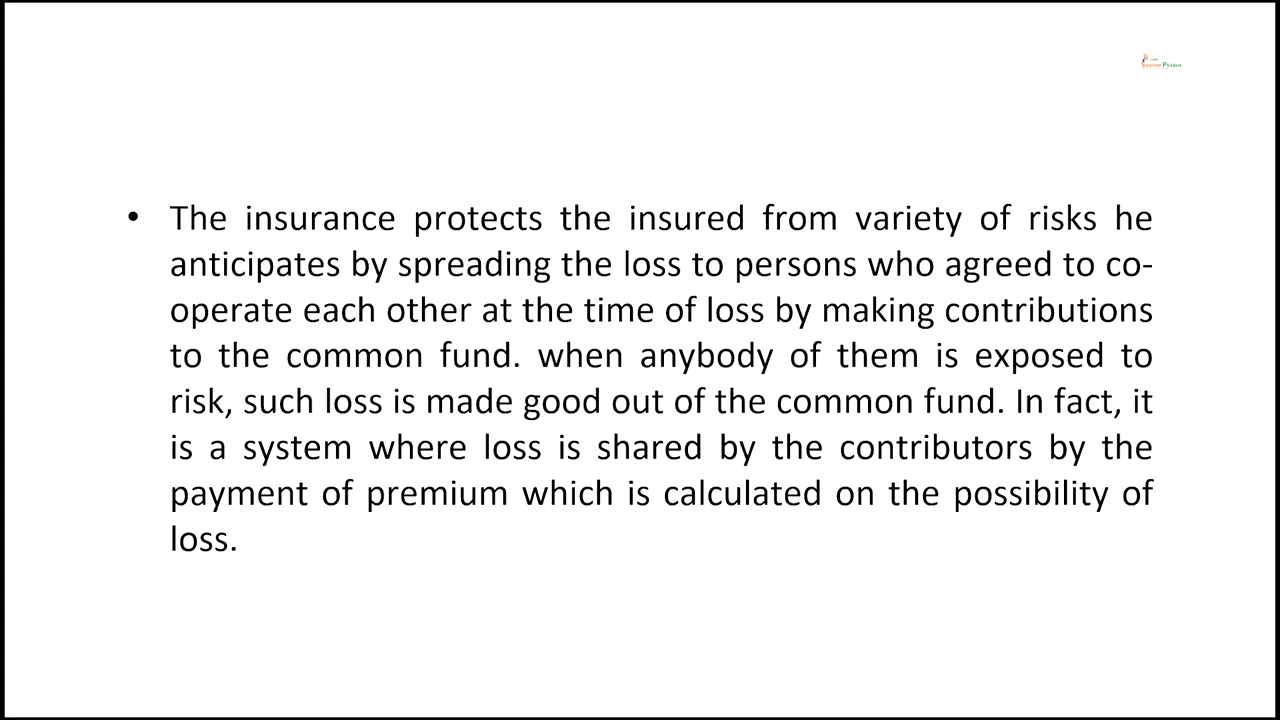 SWAYAM PRABHA
• The insurance protects the insured from variety of risks he
anticipates by spreading the loss to persons who agreed to co-
operate each other at the time of loss by making contributions
to the common fund. when anybody of them is exposed to
risk, such loss is made good out of the common fund. In fact, it
is a system where loss is shared by the contributors by the
payment of premium which is calculated on the possibility of
loss.